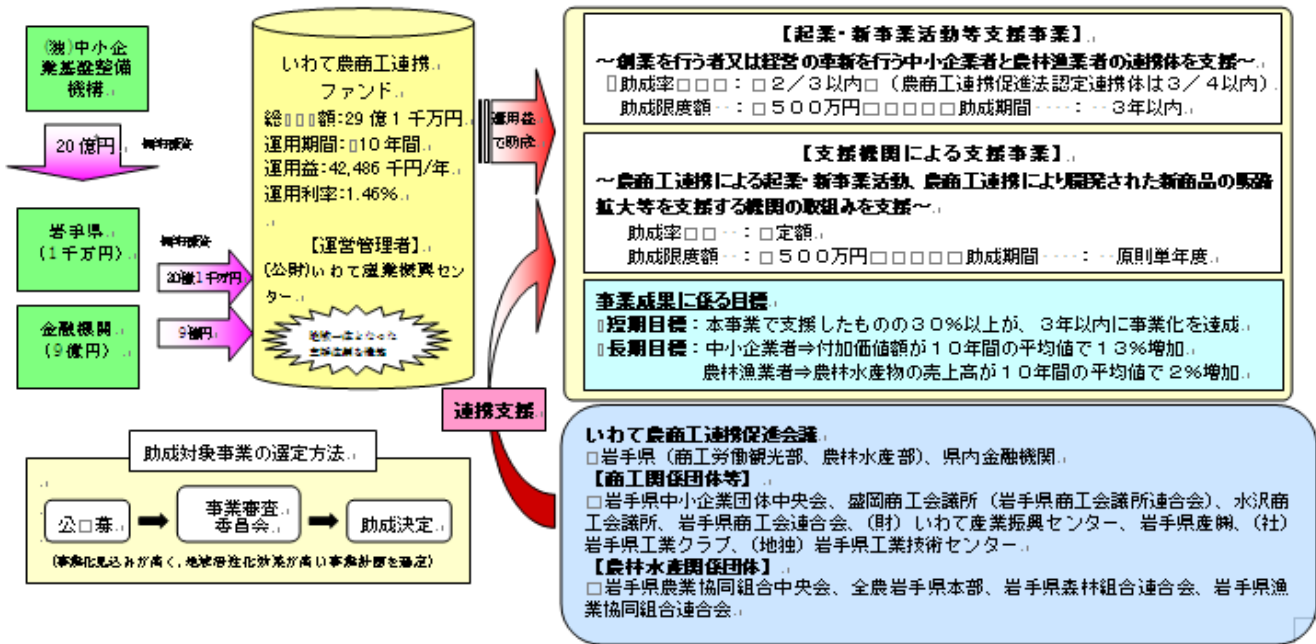 (独)中小企
業基盤整備
機構
20億円
岩手県
(1千万円)
20億1千万円
金融機関
(9億円)
9億円
いわて農商工連携
ファンド
総□□□額:29億1千万円
運用期間:□10年間
運用益:42,486千円/年
運用利率:1.46%
【運営管理者】
(公財)いわて産業振興セン
ター
運用益
で助成
【起業・新事業活動等支援事業】
~創業を行う者又は経営の革新を行う中小企業者と農林漁業者の連携体を支援~
□助成率□□□:□2/3以内□(農商工連携促進法認定連携体は3/4以内)
助成限度額‥:□500万円□□□□□助成期間‥‥:‥3年以内
【支援機関による支援事業】
~農商工連携による起業・新事業活動、農商工連携により開発された新商品の販路
拡大等を支援する機関の取組みを支援~
助成率□□‥:□定額
助成限度額‥:□500万円□□□□□助成期間‥‥:‥原則単年度
事業成果に係る目標
□短期目標:本事業で支援したものの30%以上が、3年以内に事業化を達成
□長期目標:中小企業者⇒付加価値額が10年間の平均値で13%増加
農林漁業者⇒農林水産物の売上高が10年間の平均値で2%増加
連携支援
いわて農商工連携促進会議
□岩手県(商工労働観光部、農林水産部)、県内金融機関
【商工関係団体等】
□岩手県中小企業団体中央会、盛岡商工会議所(岩手県商工会議所連合会)、水沢商
工会議所、岩手県商工会連合会、(財)いわて産業振興センター、岩手県産㈱、(社)
岩手県工業クラブ、(地独)岩手県工業技術センター
【農林水産関係団体】
□岩手県農業協同組合中央会、全農岩手県本部、岩手県森林組合連合会、岩手県漁
業協同組合連合会
助成対象事業の選定方法
公□募
事業審査
委員会
助成決定
(事業化見込みが高く、地域活性化効果が高い事業計画を選定)